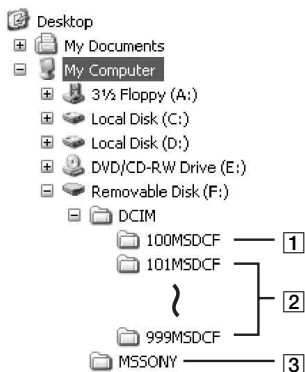 Desktop
My Documents
My Computer
3½ Floppy (A:)
Local Disk (C:)
Local Disk (D:)
DVD/CD-RW Drive (E:)
Removable Disk (F:)
DCIM
100MSDCF 1
101MSDCF
2
999MSDCF
MSSONY 3